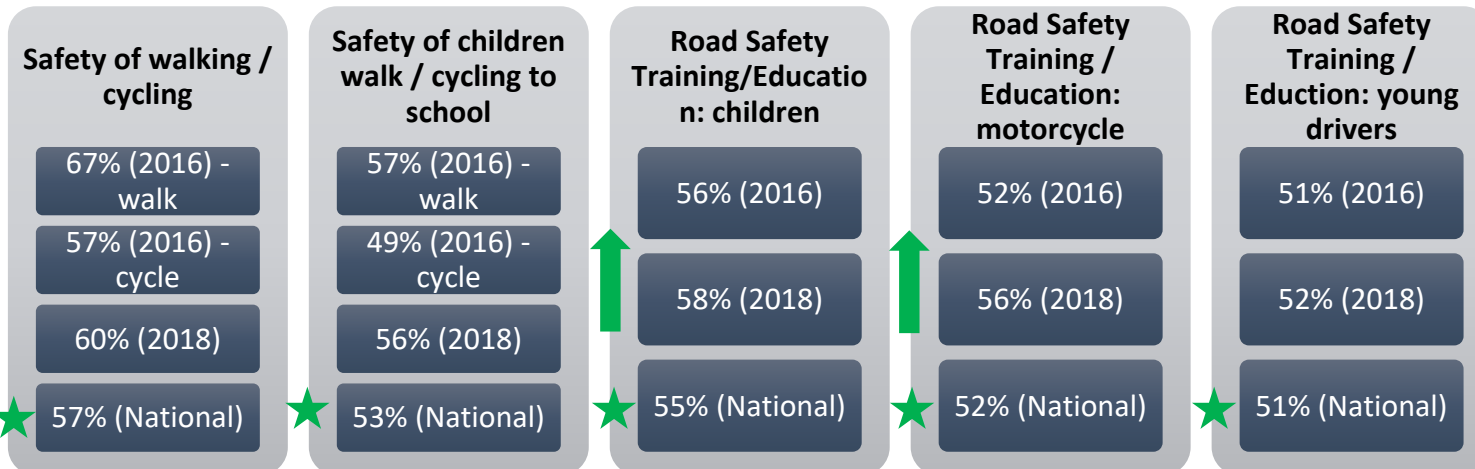 Safety of walking /
cycling
67% (2016) -
walk
57% (2016) -
cycle
60% (2018)
57% (National)
Safety of children
walk / cycling to
school
57% (2016) -
walk
49% (2016) -
cycle
56% (2018)
53% (National)
Road Safety
Training/Educatio
n: children
56% (2016)
58% (2018)
55% (National)
Road Safety
Training /
Education:
motorcycle
52% (2016)
56% (2018)
52% (National)
Road Safety
Training /
Eduction: young
drivers
51% (2016)
52% (2018)
51% (National)